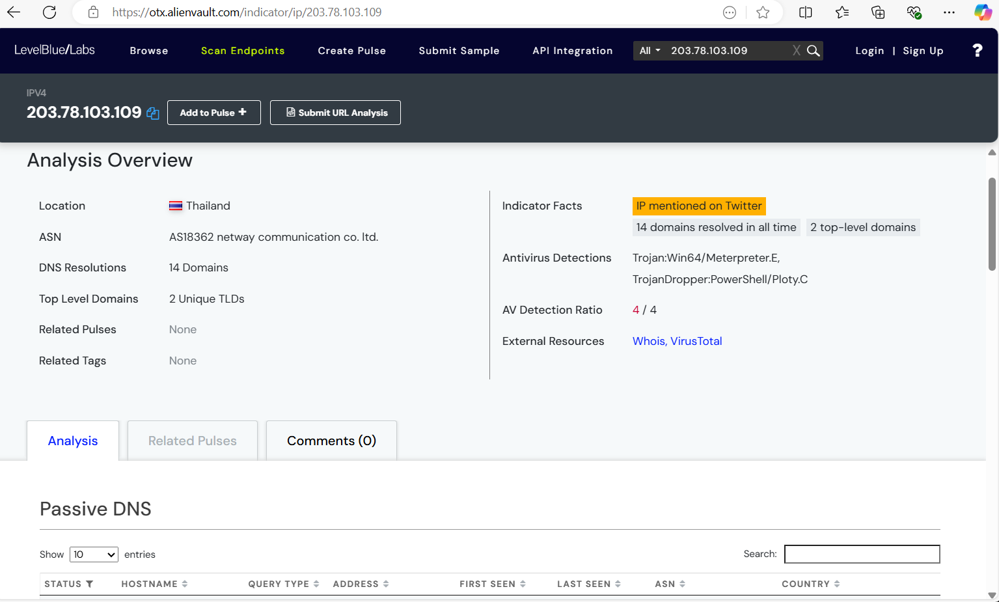 https://otx.alienvault.com/indicator/ip/203.78.103.109
LevelBlue/Labs Browse Scan Endpoints Create Pulse Submit Sample API Integration All 203.78.103.109 X Login | Sign Up ?
IPV4
203.78.103.109 Add to Pulse + Submit URL Analysis
Analysis Overview
Location Thailand
ASN AS18362 netway communication co. ltd.
DNS Resolutions 14 Domains
Top Level Domains 2 Unique TLDs
Related Pulses None
Related Tags None
Indicator Facts IP mentioned on Twitter
14 domains resolved in all time 2 top-level domains
Antivirus Detections Trojan:Win64/Meterpreter.E,
TrojanDropper:PowerShell/Ploty.C
AV Detection Ratio 4 / 4
External Resources Whois, VirusTotal
Analysis Related Pulses Comments (0)
Passive DNS
Show 10 entries Search:
STATUS HOSTNAME QUERY TYPE ADDRESS FIRST SEEN LAST SEEN ASN COUNTRY